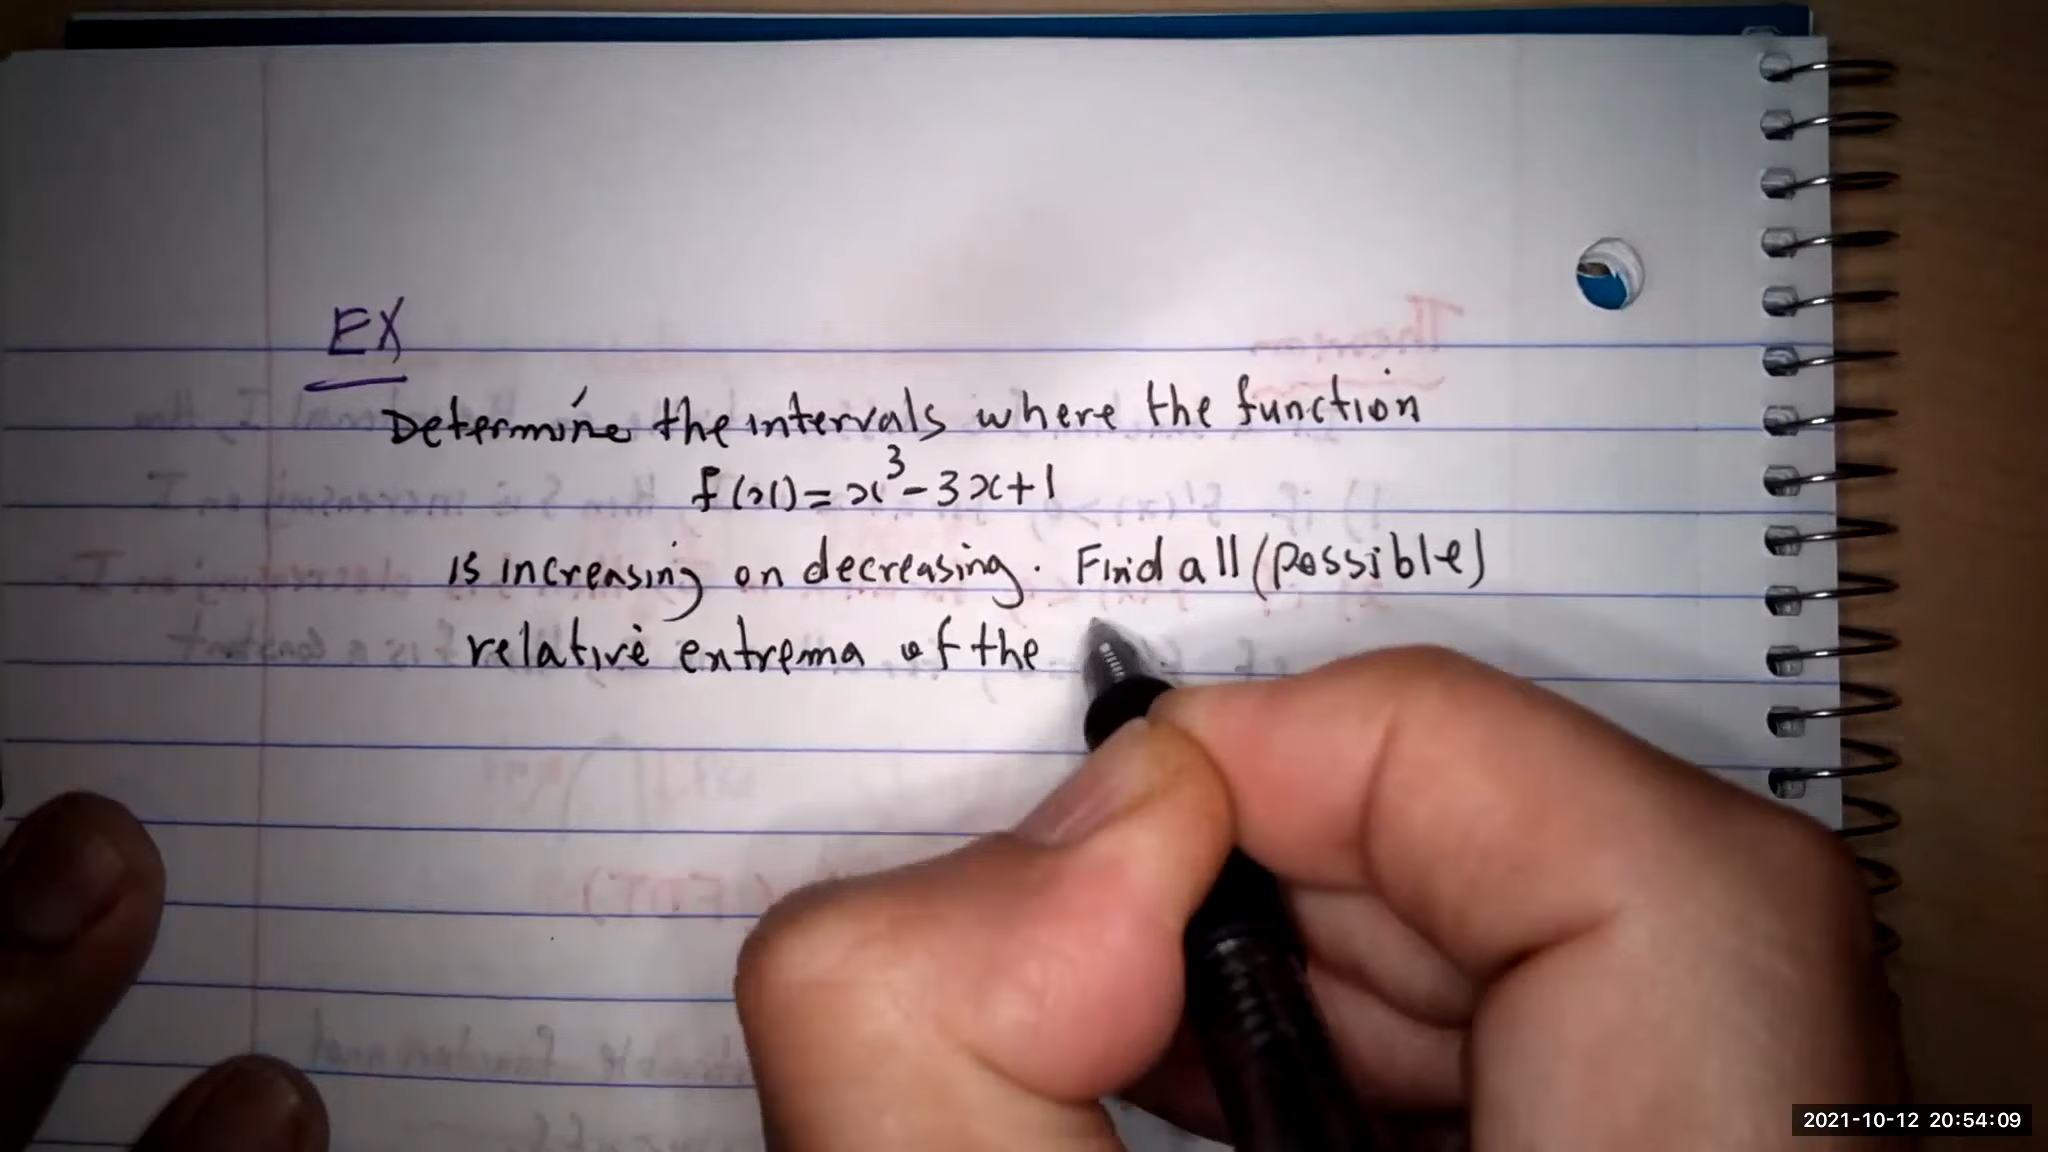 EX
Determine the intervals where the function
f(x) = x³ - 3x + 1
is increasing on decreasing. Find all (possible)
relative extrema of the
2021-10-12 20:54:09